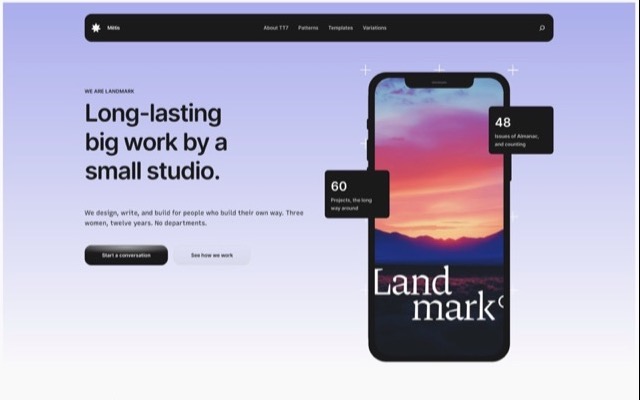 Métis
About TT7 Patterns Templates Variations
WE ARE LANDMARK
Long-lasting
big work by a
small studio.
We design, write, and build for people who build their own way. Three
women, twelve years. No departments.
Start a conversation
See how we work
48
Issues of Almanac,
and counting
60
Projects, the long
way around
Land
mark